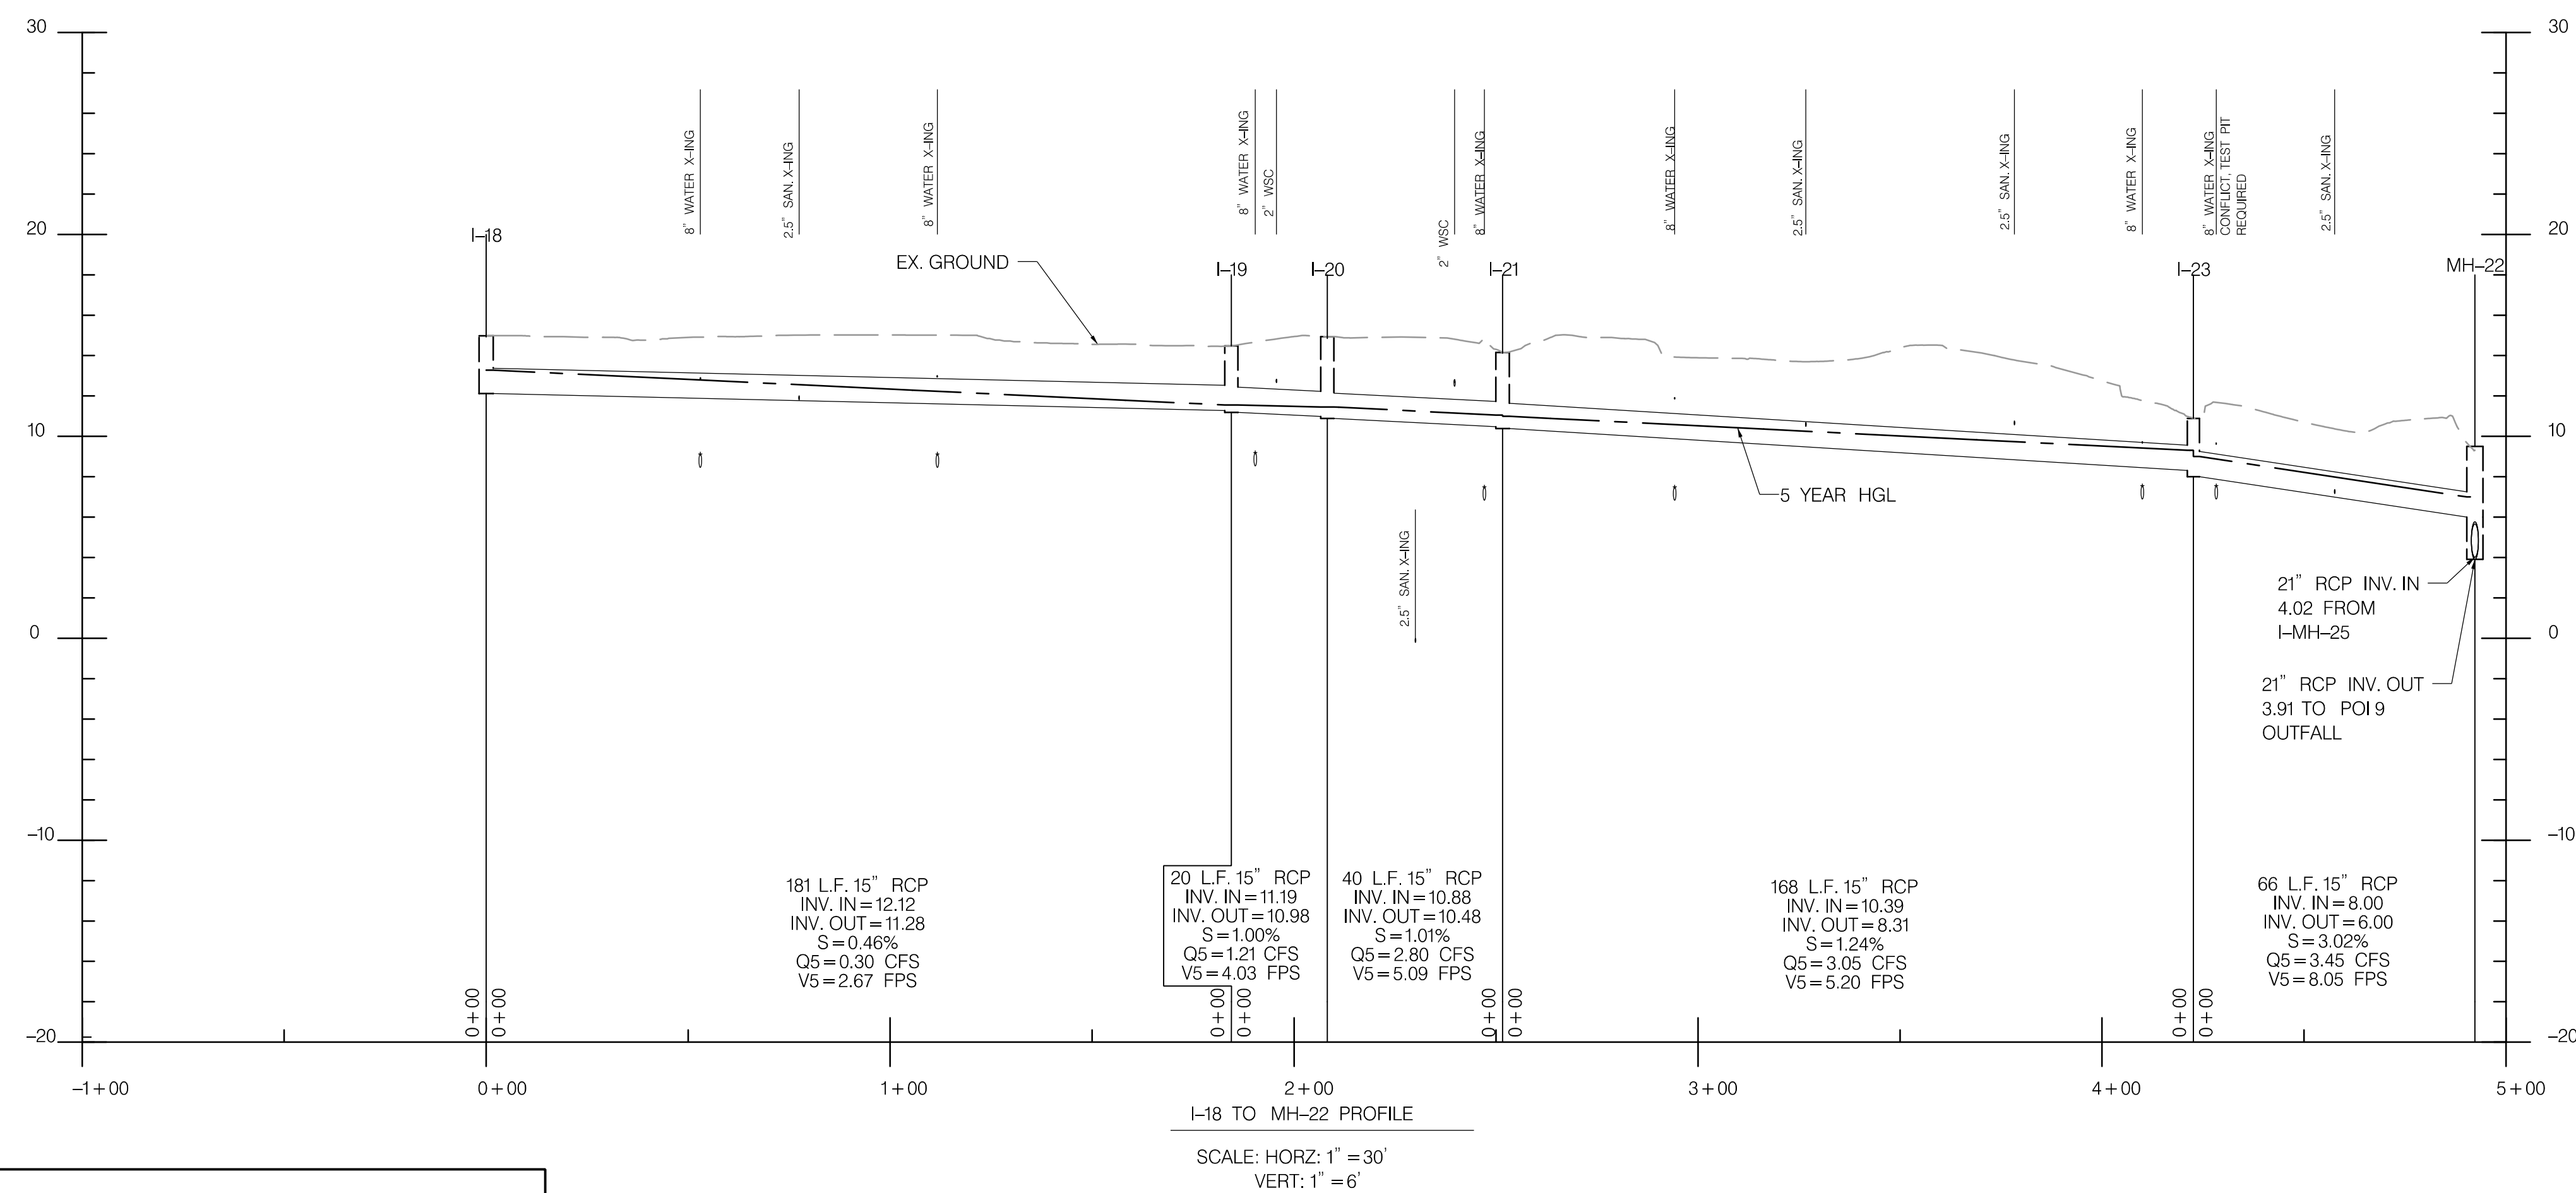 30
30
8" WATER X-ING
2.5" SAN. X-ING
8" WATER X-ING
8" WATER X-ING
2" WSC
2" WSC
8" WATER X-ING
8" WATER X-ING
2.5" SAN. X-ING
2.5" SAN. X-ING
8" WATER X-ING
8" WATER X-ING
CONFLICT, TEST PIT
REQUIRED
2.5" SAN. X-ING
20
20
I-18
EX. GROUND
I-19
I-20
I-21
I-23
MH-22
10
10
5 YEAR HGL
2.5" SAN. X-ING
21" RCP INV. IN
4.02 FROM
I-MH-25
0
0
21" RCP INV. OUT
3.91 TO POI 9
OUTFALL
-10
-10
181 L.F. 15" RCP
INV. IN=12.12
INV. OUT=11.28
S=0.46%
Q5=0.30 CFS
V5=2.67 FPS
20 L.F. 15" RCP
INV. IN=11.19
INV. OUT=10.98
S=1.00%
Q5=1.21 CFS
V5=4.03 FPS
40 L.F. 15" RCP
INV. IN=10.88
INV. OUT=10.48
S=1.01%
Q5=2.80 CFS
V5=5.09 FPS
168 L.F. 15" RCP
INV. IN=10.39
INV. OUT=8.31
S=1.24%
Q5=3.05 CFS
V5=5.20 FPS
66 L.F. 15" RCP
INV. IN=8.00
INV. OUT=6.00
S=3.02%
Q5=3.45 CFS
V5=8.05 FPS
0+00
0+00
0+00
0+00
0+00
0+00
0+00
0+00
-20
-20
-1+00
0+00
1+00
2+00
3+00
4+00
5+00
I-18 TO MH-22 PROFILE
SCALE: HORZ: 1" =30'
VERT: 1" =6'